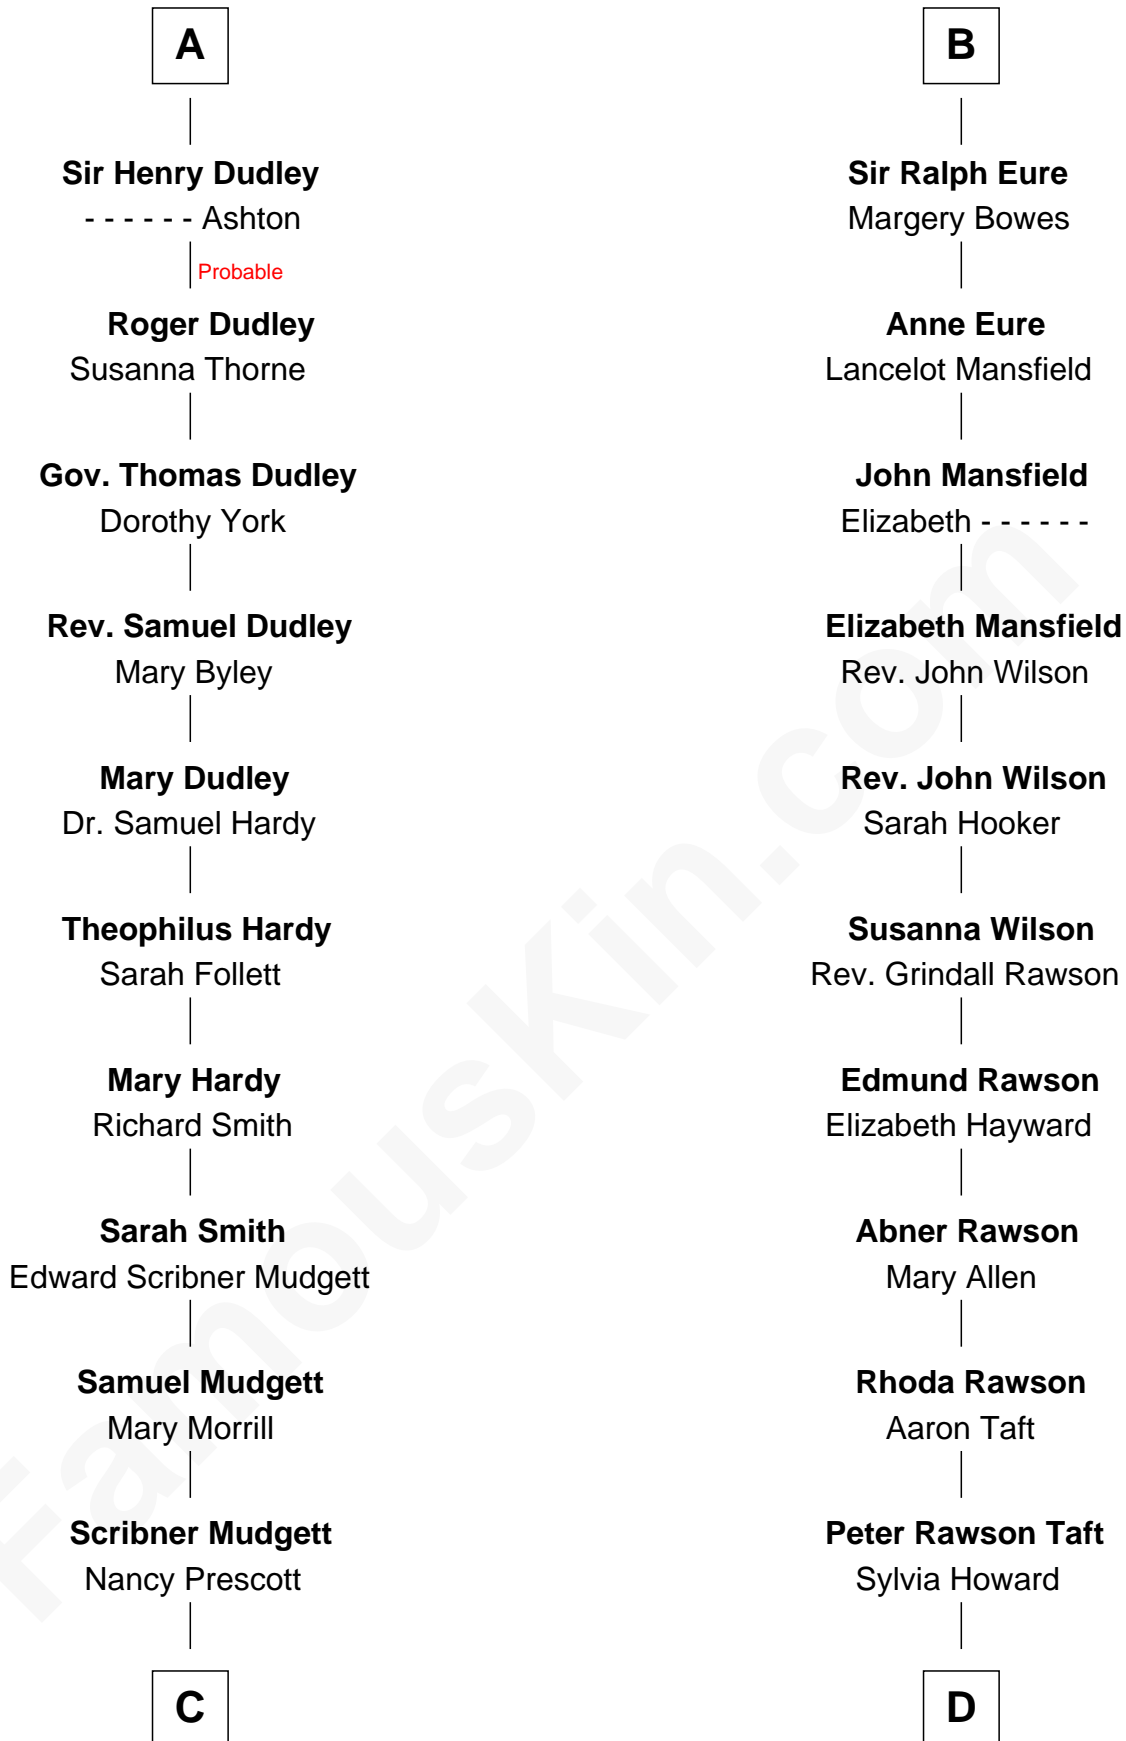 A
Sir Henry Dudley
- - - - - - Ashton
Probable
Roger Dudley
Susanna Thorne
Gov. Thomas Dudley
Dorothy York
Rev. Samuel Dudley
Mary Byley
Mary Dudley
Dr. Samuel Hardy
Theophilus Hardy
Sarah Follett
Mary Hardy
Richard Smith
Sarah Smith
Edward Scribner Mudgett
Samuel Mudgett
Mary Morrill
Scribner Mudgett
Nancy Prescott
C
B
Sir Ralph Eure
Margery Bowes
Anne Eure
Lancelot Mansfield
John Mansfield
Elizabeth - - - - - -
Elizabeth Mansfield
Rev. John Wilson
Rev. John Wilson
Sarah Hooker
Susanna Wilson
Rev. Grindall Rawson
Edmund Rawson
Elizabeth Hayward
Abner Rawson
Mary Allen
Rhoda Rawson
Aaron Taft
Peter Rawson Taft
Sylvia Howard
D
FamousKin.com